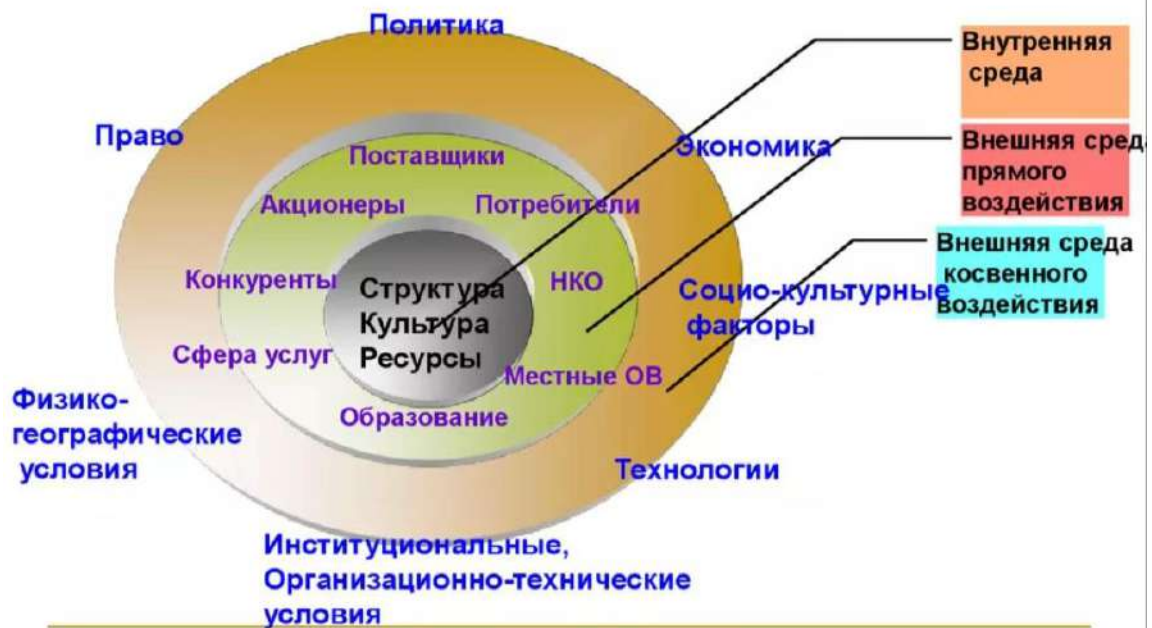 Политика
Право
Экономика
Поставщики
Акционеры
Потребители
Конкуренты
НКО
Структура
Культура
Ресурсы
Социо-культурные
факторы
Сфера услуг
Местные ОВ
Образование
Физико-
географические
условия
Технологии
Институциональные,
Организационно-технические
условия
Внутренняя
среда
Внешняя среда
прямого
воздействия
Внешняя среда
косвенного
воздействия